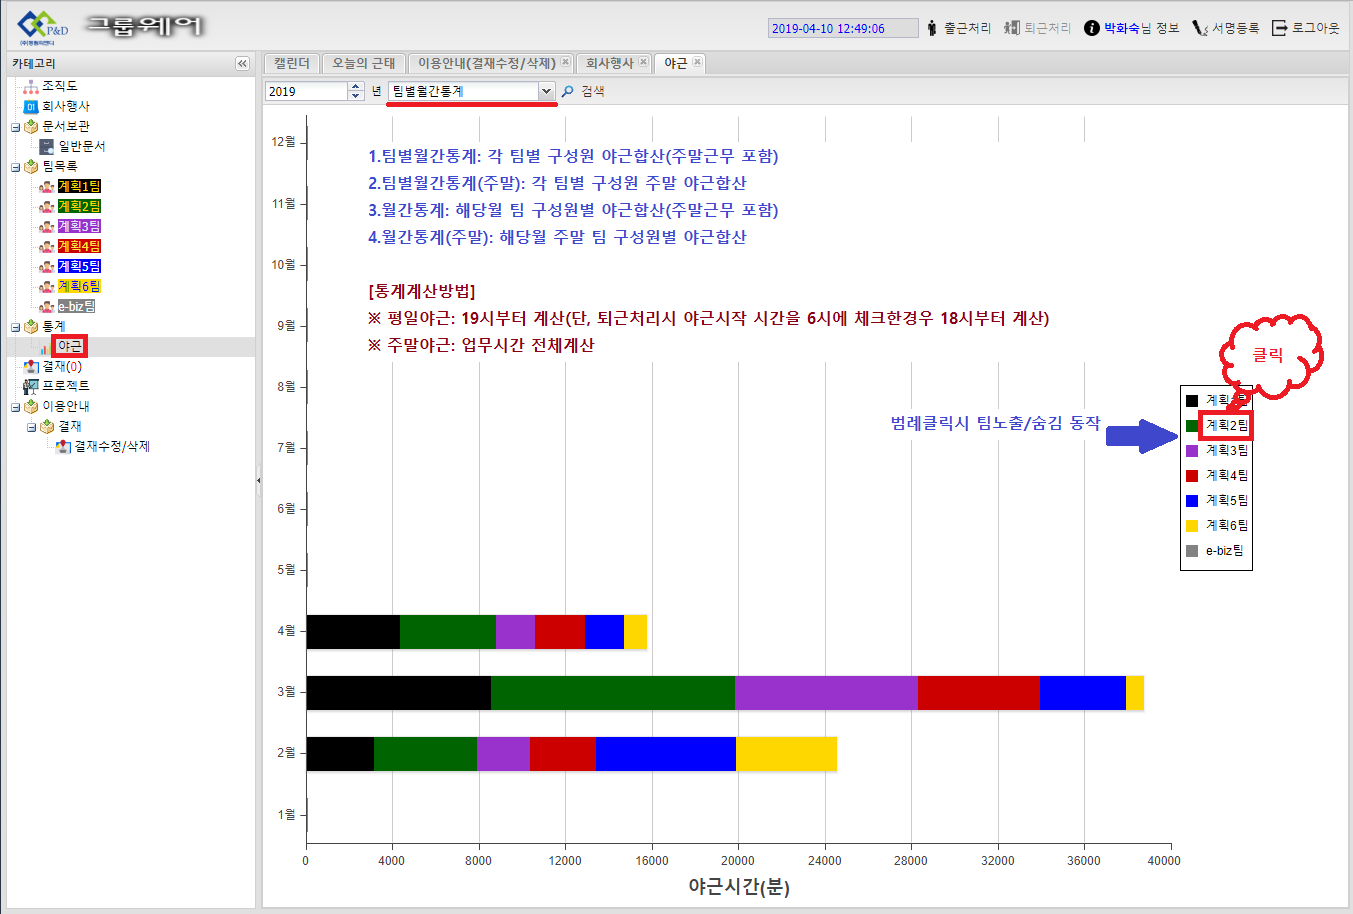 P&D
(주)평화피앤디
그룹웨어
2019-04-10 12:49:06
출근처리
퇴근처리
박화숙님 정보
서명등록
로그아웃
카테고리
조직도
01 회사행사
문서보관
일반문서
팀목록
계획1팀
계획2팀
계획3팀
계획4팀
계획5팀
계획6팀
e-biz팀
통계
야근
결재(0)
프로젝트
이용안내
결재
결재수정/삭제
캘린더
오늘의 근태
이용안내(결재수정/삭제)
회사행사
야근
2019 년 팀별월간통계 검색
1.팀별월간통계: 각 팀별 구성원 야근합산(주말근무 포함)
2.팀별월간통계(주말): 각 팀별 구성원 주말 야근합산
3.월간통계: 해당월 팀 구성원별 야근합산(주말근무 포함)
4.월간통계(주말): 해당월 주말 팀 구성원별 야근합산
[통계계산방법]
※ 평일야근: 19시부터 계산(단, 퇴근처리시 야근시작 시간을 6시에 체크한경우 18시부터 계산)
※ 주말야근: 업무시간 전체계산
클릭
범례클릭시 팀노출/숨김 동작
계획1팀
계획2팀
계획3팀
계획4팀
계획5팀
계획6팀
e-biz팀
12월
11월
10월
9월
8월
7월
6월
5월
4월
3월
2월
1월
0 4000 8000 12000 16000 20000 24000 28000 32000 36000 40000
야근시간(분)